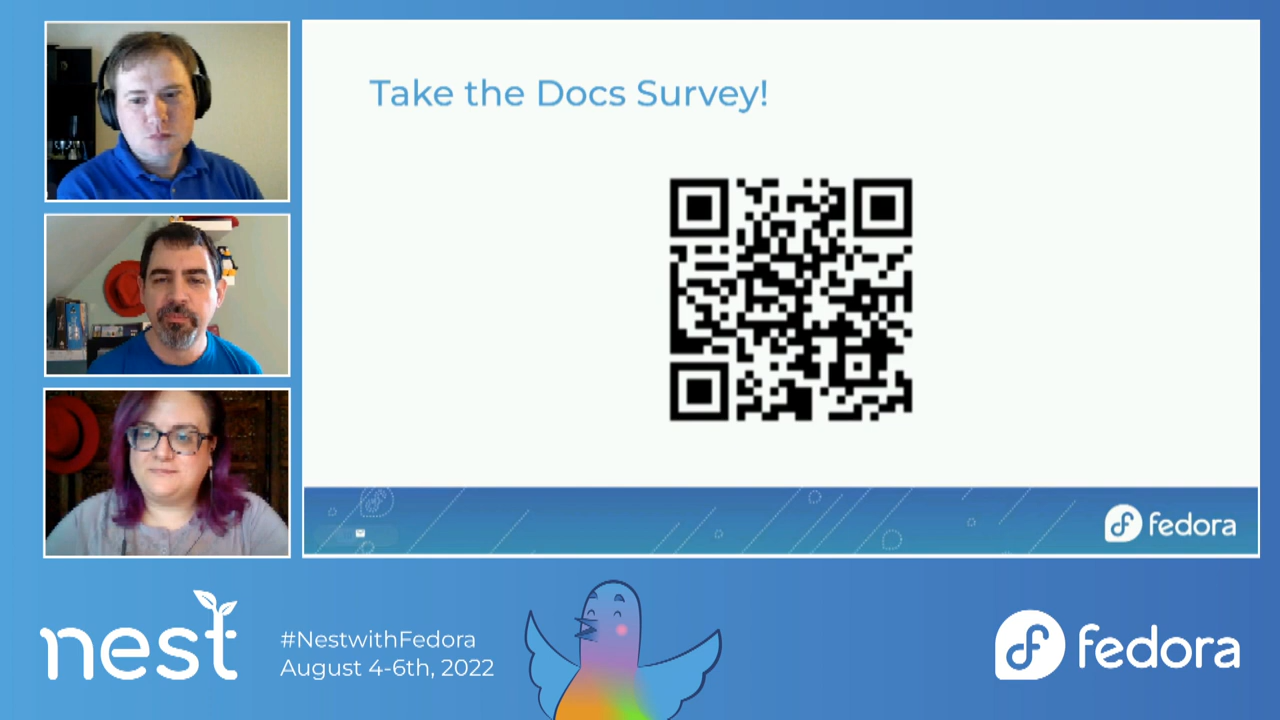 Take the Docs Survey!
fedora
nest
#NestwithFedora
August 4-6th, 2022
fedora